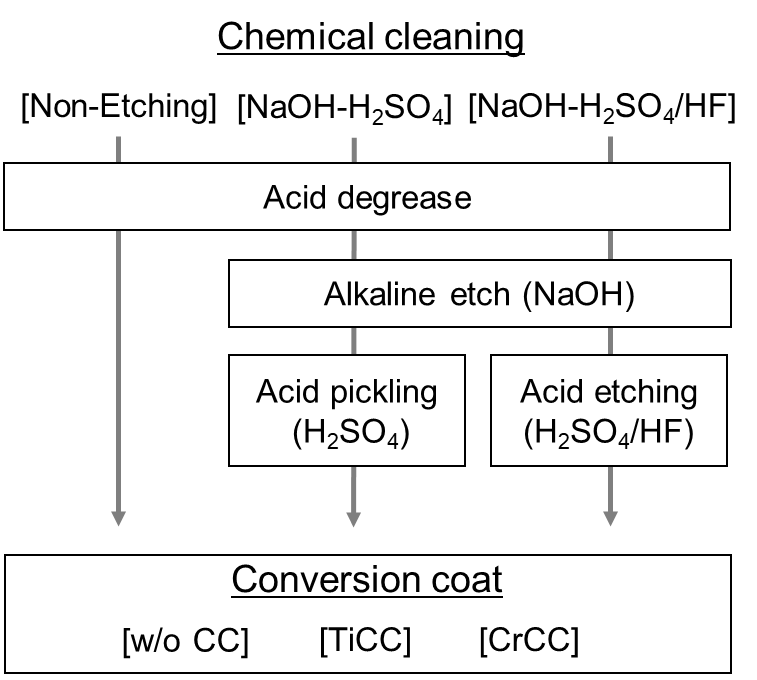 Chemical cleaning
[Non-Etching] [NaOH-H₂SO₄] [NaOH-H₂SO₄/HF]
Acid degrease
Alkaline etch (NaOH)
Acid pickling
(H₂SO₄)
Acid etching
(H₂SO₄/HF)
Conversion coat
[w/o CC] [TiCC] [CrCC]